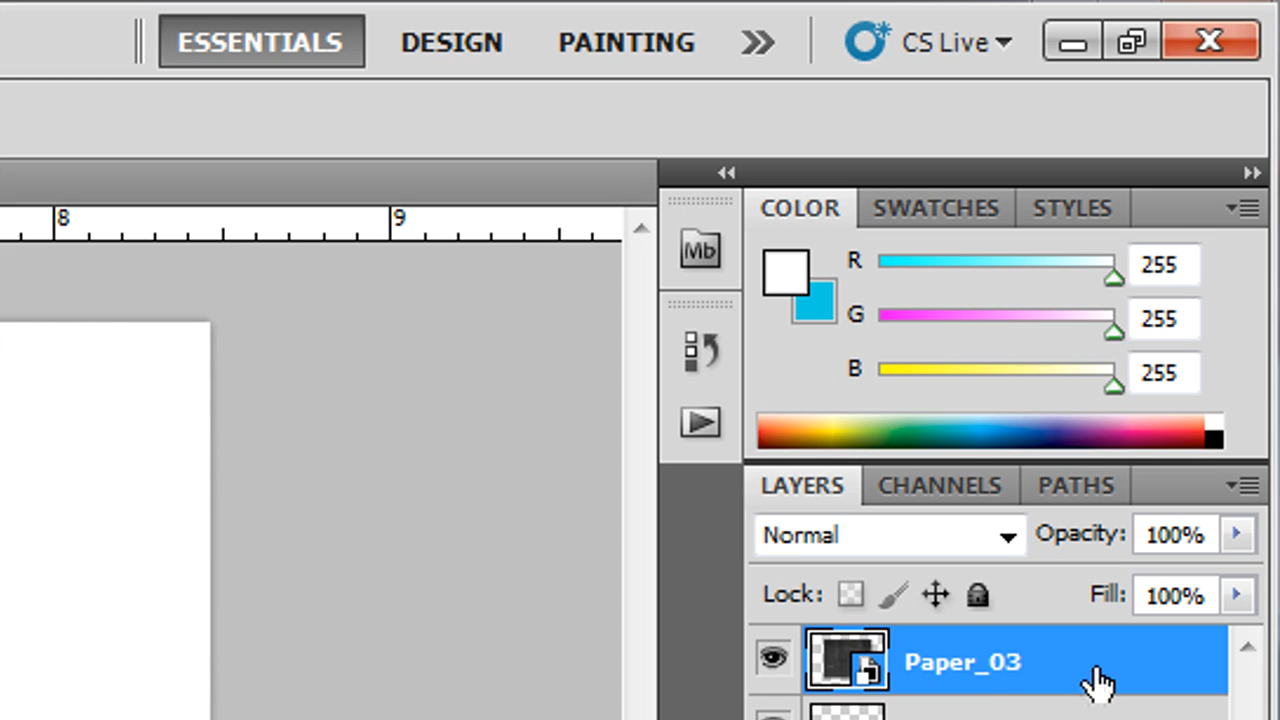 ESSENTIALS DESIGN PAINTING CS Live
8 9
COLOR SWATCHES STYLES
Mb
R 255
G 255
B 255
LAYERS CHANNELS PATHS
Normal Opacity: 100%
Lock: Fill: 100%
Paper_03